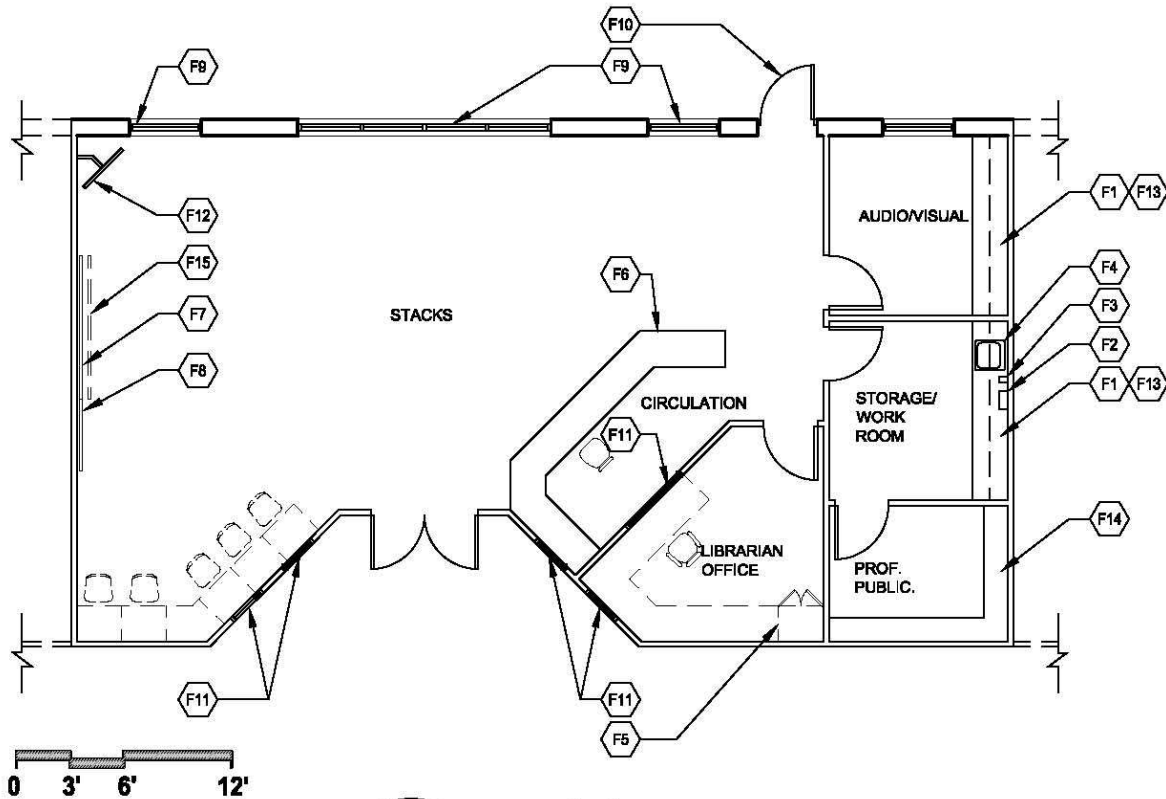 F10
F9
F9
F12
F15
F7
F8
STACKS
F6
CIRCULATION
F11
AUDIO/VISUAL
F1 F13
F4
F3
F2
F1 F13
STORAGE/
WORK
ROOM
F14
LIBRARIAN
OFFICE
PROF.
PUBLIC.
F11
F11
F5
0 3' 6' 12'